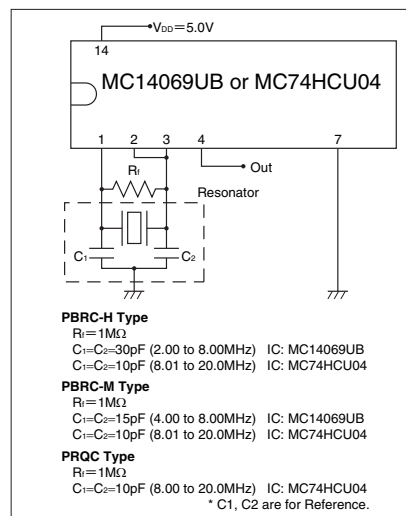 VDD=5.0V
14
MC14069UB or MC74HCU04
1 2 3 4 7
Rf
Out
Resonator
C1 C2
PBRC-H Type
Rf=1MΩ
C1=C2=30pF (2.00 to 8.00MHz) IC: MC14069UB
C1=C2=10pF (8.01 to 20.0MHz) IC: MC74HCU04
PBRC-M Type
Rf=1MΩ
C1=C2=15pF (4.00 to 8.00MHz) IC: MC14069UB
C1=C2=10pF (8.01 to 20.0MHz) IC: MC74HCU04
PRQC Type
Rf=1MΩ
C1=C2=10pF (8.00 to 20.0MHz) IC: MC74HCU04
* C1, C2 are for Reference.